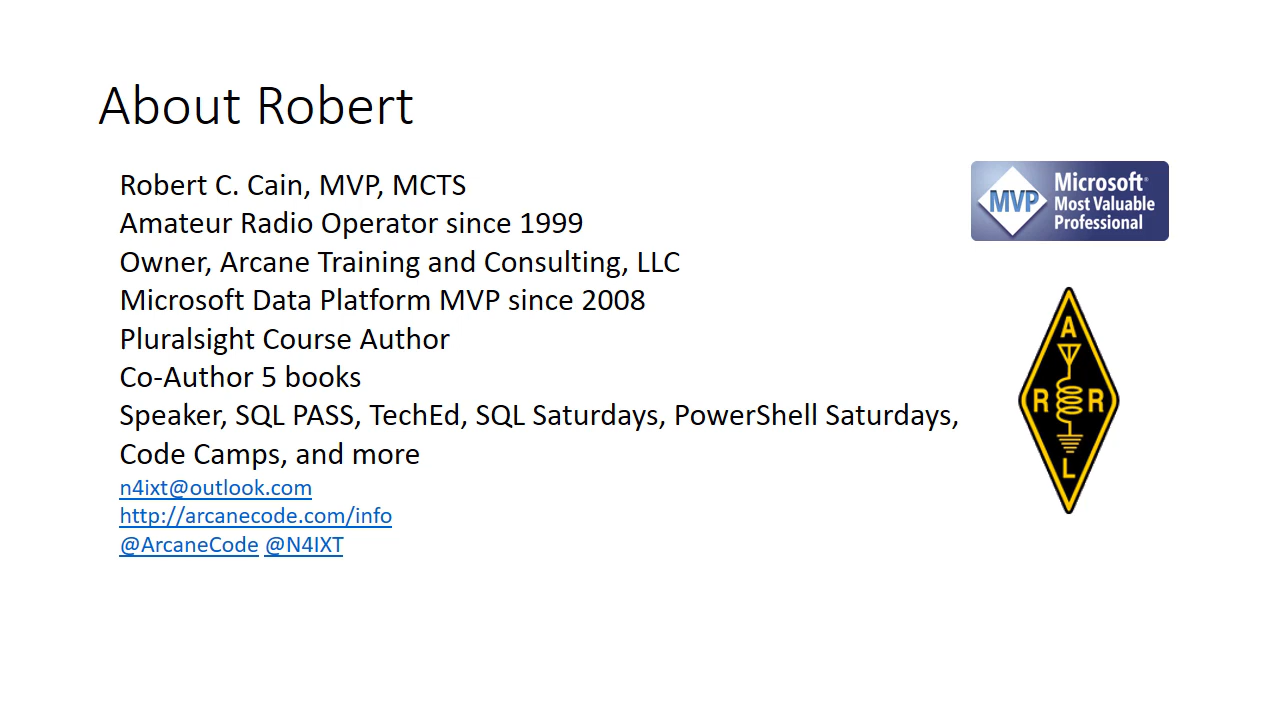 About Robert
Robert C. Cain, MVP, MCTS
Amateur Radio Operator since 1999
Owner, Arcane Training and Consulting, LLC
Microsoft Data Platform MVP since 2008
Pluralsight Course Author
Co-Author 5 books
Speaker, SQL PASS, TechEd, SQL Saturdays, PowerShell Saturdays,
Code Camps, and more
n4ixt@outlook.com
http://arcanecode.com/info
@ArcaneCode @N4IXT
MVP
Microsoft®
Most Valuable
Professional
A
R R
L